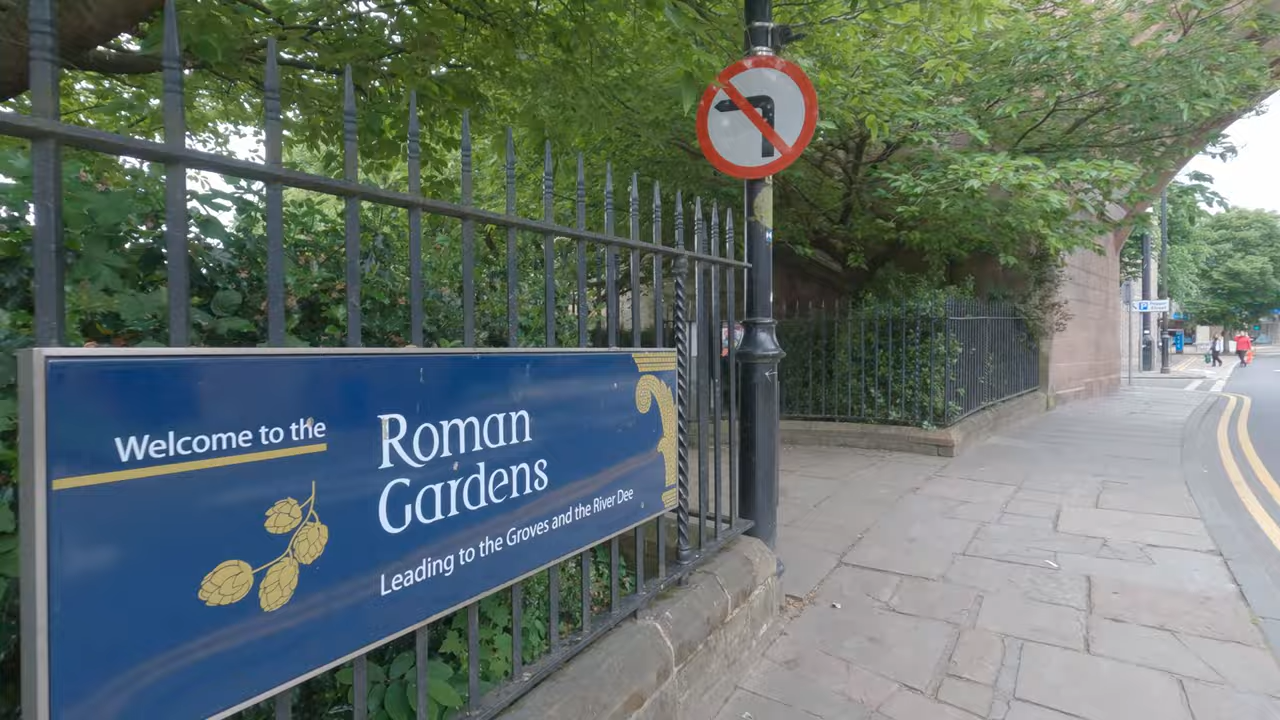 Welcome to the
Roman
Gardens
Leading to the Groves and the River Dee